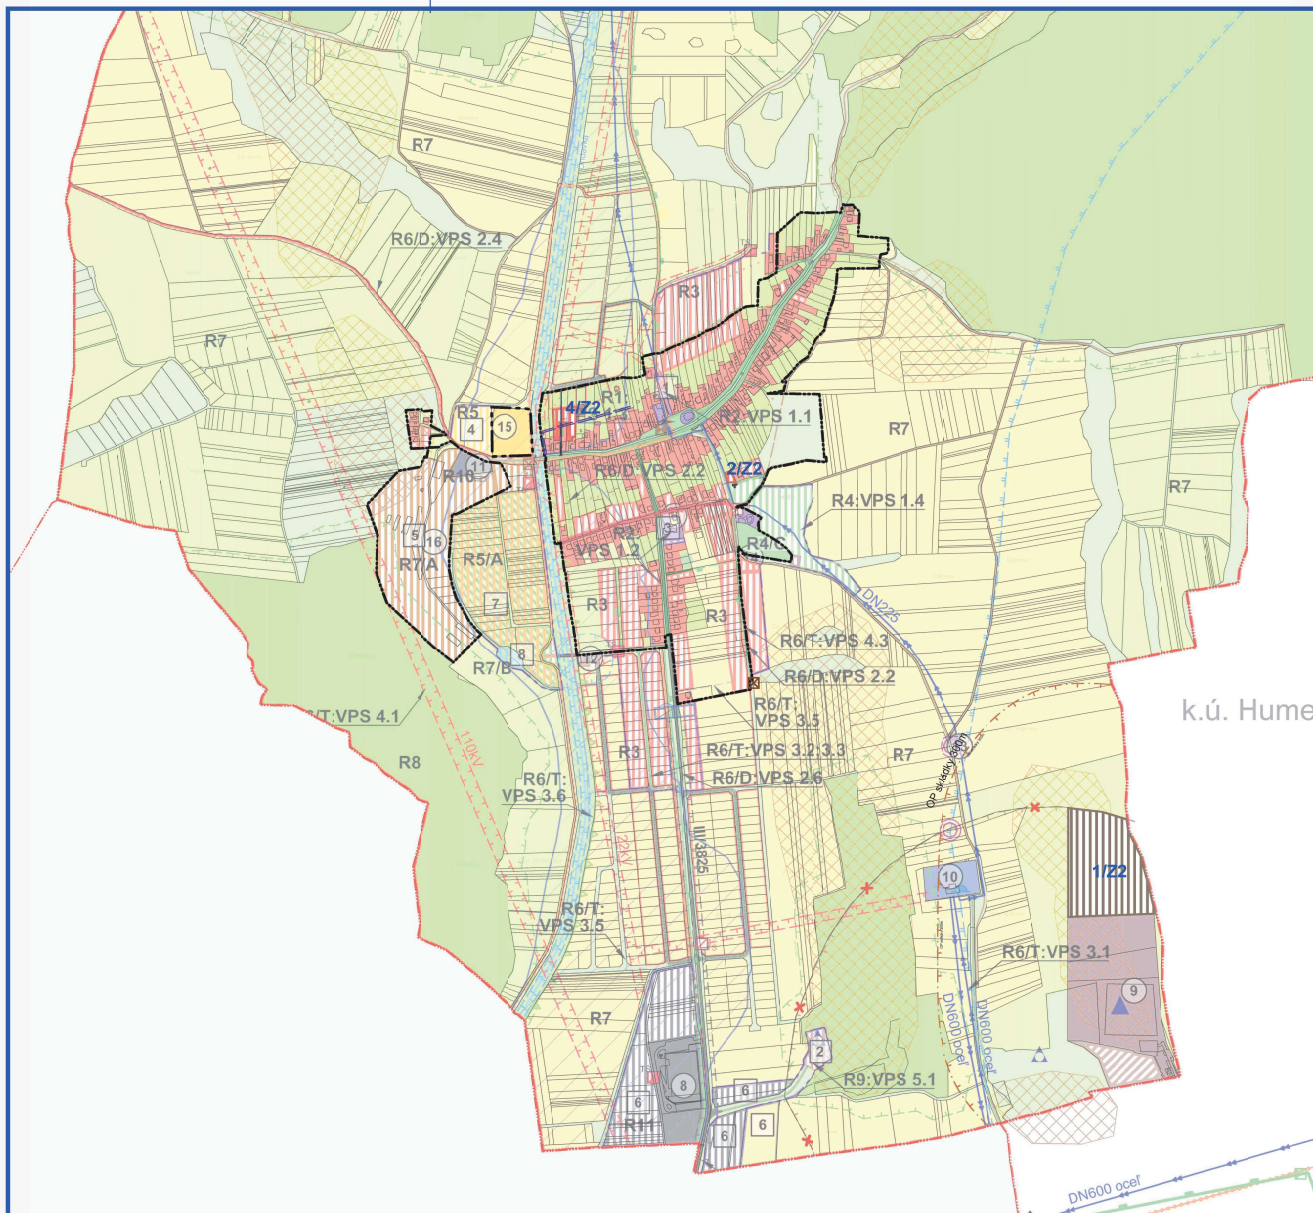 R7
R6/D:VPS 2.4
R7
R3
R1
4/Z2
R5
4
15
1
R2:VPS 1.1
R7
R7
11
R10
R6/D:VPS 2.2
2/Z2
R4:VPS 1.4
5
16
R7/A
R5/A
R2:
VPS 1.2
3
R4/C
7
R3
R3
DN225
8
R7/B
12
R6/T:VPS 4.3
R6/D:VPS 2.2
/T:VPS 4.1
R6/T:
VPS 3.5
k.ú. Hume
R8
110kV
R3
R6/T:VPS 3.2;3.3
R7
OP skládky 300m
R6/T:
VPS 3.6
R6/D:VPS 2.6
22kV
III/3825
10
1/Z2
R6/T:
VPS 3.5
R6/T:VPS 3.1
9
DN600 oceľ
DN600 oceľ
R7
2
8
R9:VPS 5.1
6
6
R11
6
6
DN600 oceľ